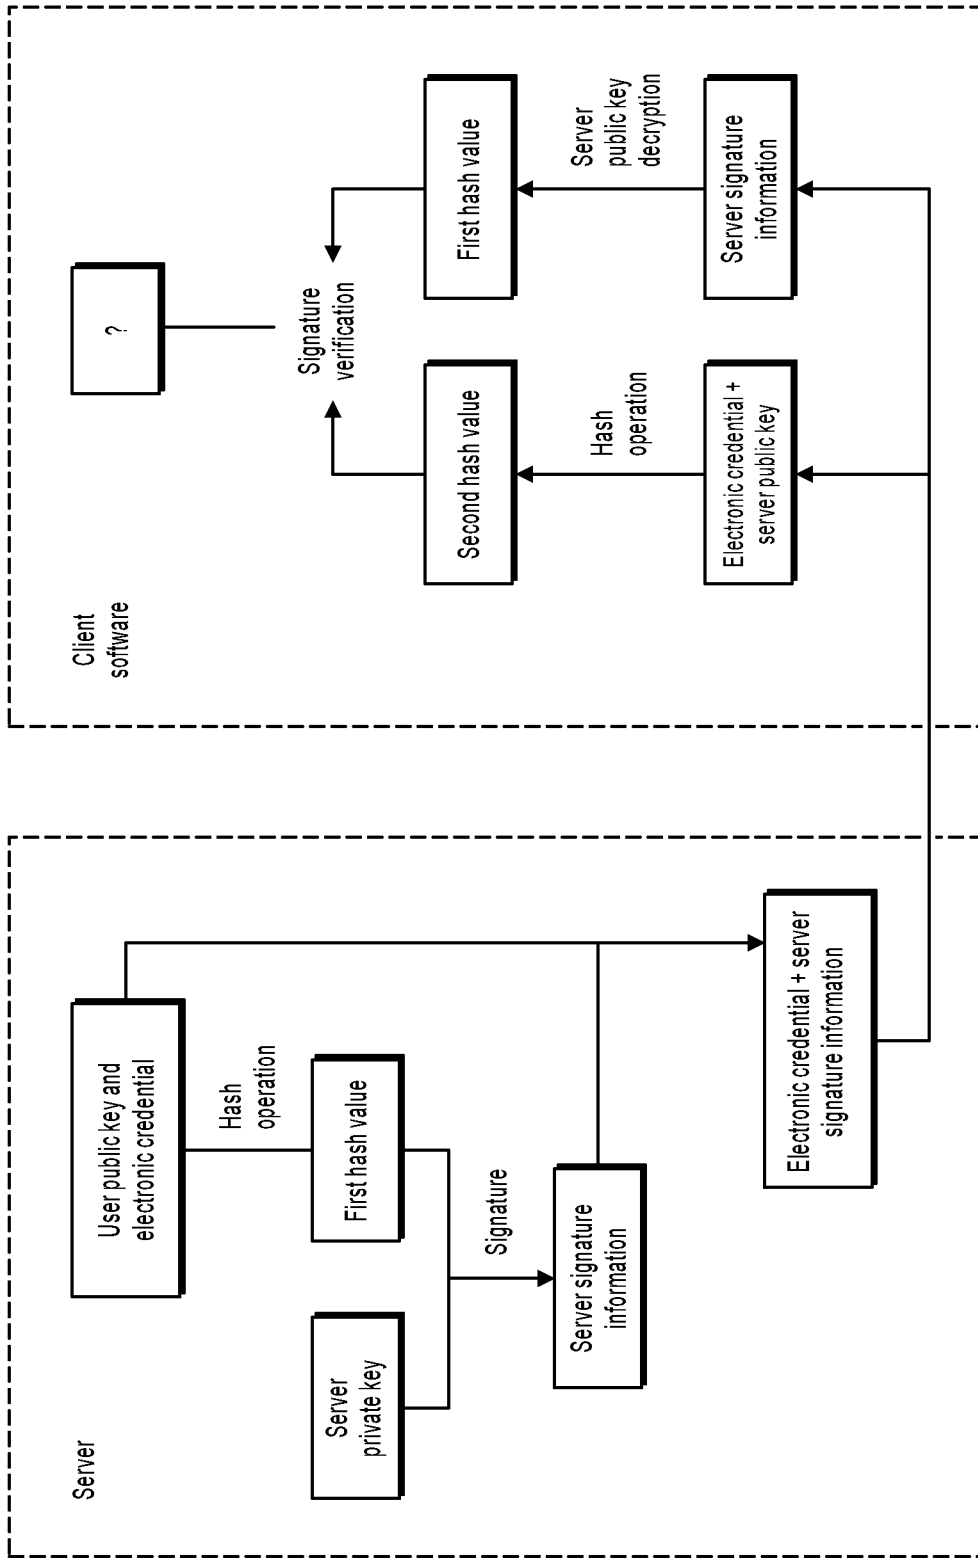 Server
User public key and
electronic credential
Hash
operation
Server
private key
First hash value
Signature
Server signature
information
Electronic credential + server
signature information
Client
software
?
Signature
verification
Second hash value
First hash value
Hash
operation
Server
public key
decryption
Electronic credential +
server public key
Server signature
information